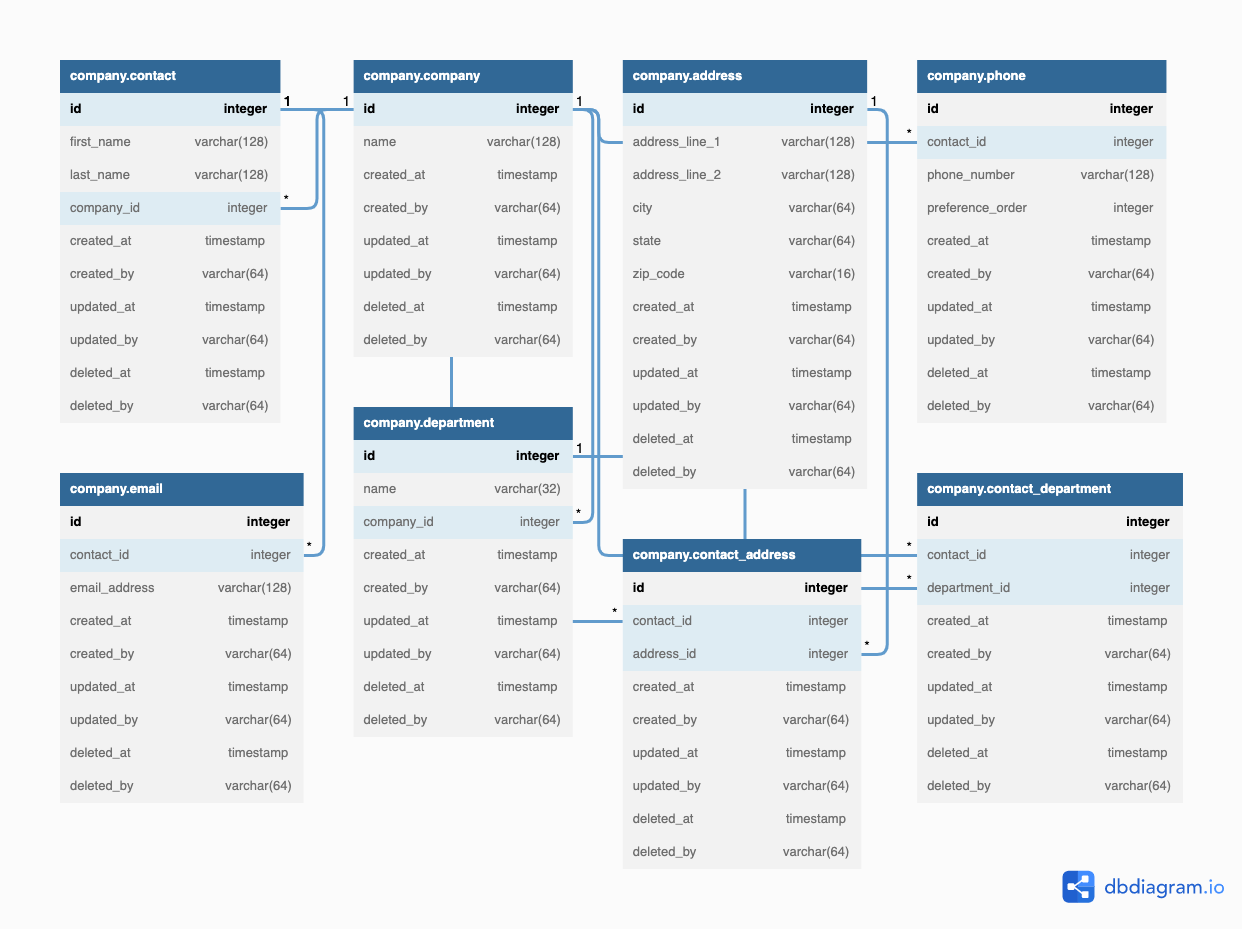 company.contact
id integer 1
first_name varchar(128)
last_name varchar(128)
company_id integer *
created_at timestamp
created_by varchar(64)
updated_at timestamp
updated_by varchar(64)
deleted_at timestamp
deleted_by varchar(64)
company.company
1 id integer 1
name varchar(128)
created_at timestamp
created_by varchar(64)
updated_at timestamp
updated_by varchar(64)
deleted_at timestamp
deleted_by varchar(64)
company.address
id integer 1
address_line_1 varchar(128)
address_line_2 varchar(128)
city varchar(64)
state varchar(64)
zip_code varchar(16)
created_at timestamp
created_by varchar(64)
updated_at timestamp
updated_by varchar(64)
deleted_at timestamp
deleted_by varchar(64)
company.phone
id integer
* contact_id integer
phone_number varchar(128)
preference_order integer
created_at timestamp
created_by varchar(64)
updated_at timestamp
updated_by varchar(64)
deleted_at timestamp
deleted_by varchar(64)
company.email
id integer
contact_id integer *
email_address varchar(128)
created_at timestamp
created_by varchar(64)
updated_at timestamp
updated_by varchar(64)
deleted_at timestamp
deleted_by varchar(64)
company.department
id integer 1
name varchar(32)
company_id integer *
created_at timestamp
created_by varchar(64)
updated_at timestamp
updated_by varchar(64)
deleted_at timestamp
deleted_by varchar(64)
company.contact_address
id integer
* contact_id integer
address_id integer *
created_at timestamp
created_by varchar(64)
updated_at timestamp
updated_by varchar(64)
deleted_at timestamp
deleted_by varchar(64)
company.contact_department
id integer
* contact_id integer
* department_id integer
created_at timestamp
created_by varchar(64)
updated_at timestamp
updated_by varchar(64)
deleted_at timestamp
deleted_by varchar(64)
dbdiagram.io